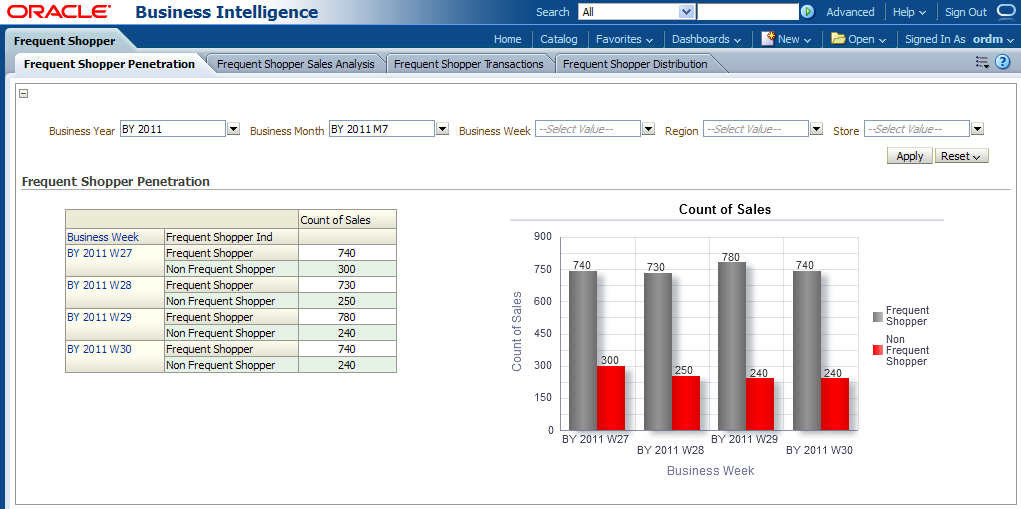 ORACLE® Business Intelligence
Search All Advanced Help Sign Out
Frequent Shopper
Home Catalog Favorites Dashboards New Open Signed In As ordm
Frequent Shopper Penetration Frequent Shopper Sales Analysis Frequent Shopper Transactions Frequent Shopper Distribution
Business Year BY 2011 Business Month BY 2011 M7 Business Week --Select Value-- Region --Select Value-- Store --Select Value--
Apply Reset
Frequent Shopper Penetration
Count of Sales
Business Week Frequent Shopper Ind
BY 2011 W27 Frequent Shopper 740
Non Frequent Shopper 300
BY 2011 W28 Frequent Shopper 730
Non Frequent Shopper 250
BY 2011 W29 Frequent Shopper 780
Non Frequent Shopper 240
BY 2011 W30 Frequent Shopper 740
Non Frequent Shopper 240
Count of Sales
Count of Sales
900
750
600
450
300
150
0
740
300
730
250
780
240
740
240
BY 2011 W27
BY 2011 W28
BY 2011 W29
BY 2011 W30
Business Week
Frequent
Shopper
Non
Frequent
Shopper